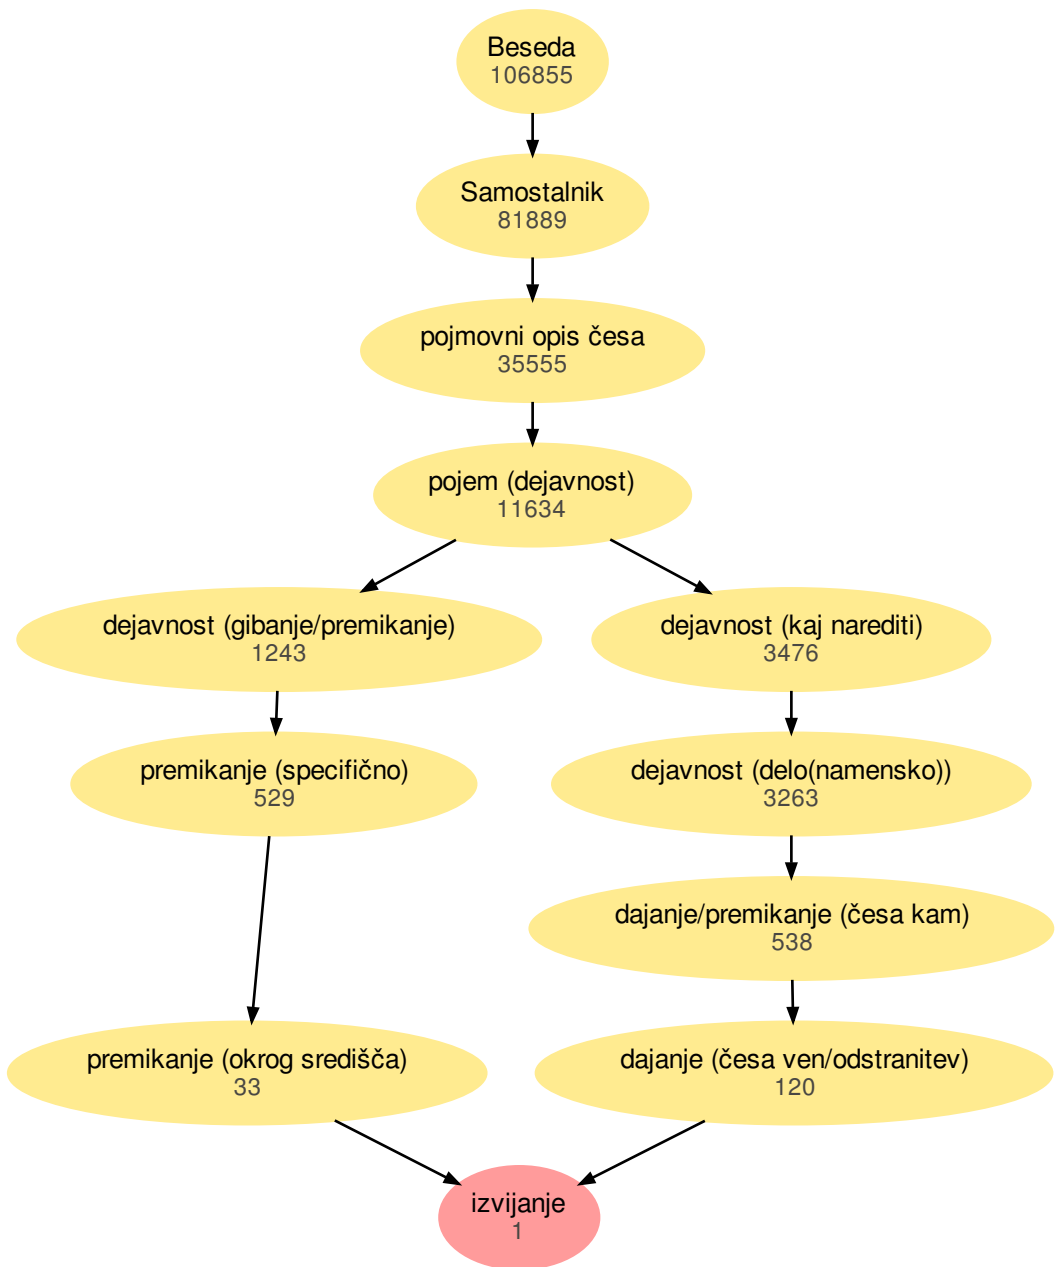 Beseda
106855
Samostalnik
81889
pojmovni opis česa
35555
pojem (dejavnost)
11634
dejavnost (gibanje/premikanje)
1243
dejavnost (kaj narediti)
3476
premikanje (specifično)
529
dejavnost (delo(namensko))
3263
dajanje/premikanje (česa kam)
538
premikanje (okrog središča)
33
dajanje (česa ven/odstranitev)
120
izvijanje
1